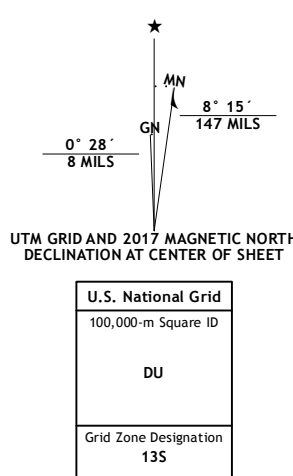 ★
MN
GN
8° 15´
147 MILS
0° 28´
8 MILS
UTM GRID AND 2017 MAGNETIC NORTH
DECLINATION AT CENTER OF SHEET
U.S. National Grid
100,000-m Square ID
DU
Grid Zone Designation
13S